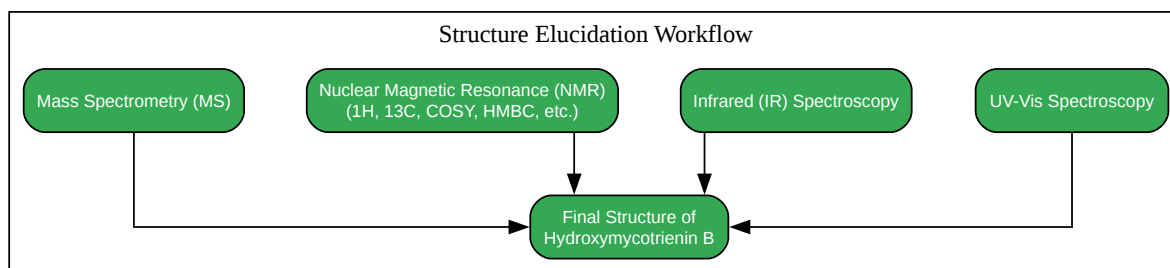 Structure Elucidation Workflow
Mass Spectrometry (MS)
Nuclear Magnetic Resonance (NMR)
(1H, 13C, COSY, HMBC, etc.)
Infrared (IR) Spectroscopy
UV-Vis Spectroscopy
Final Structure of
Hydroxymycotrienin B